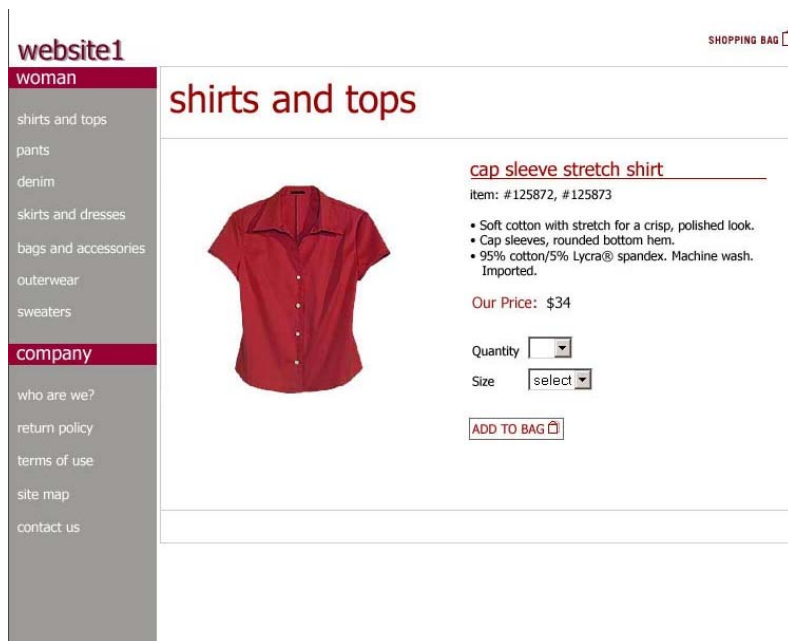 website1
SHOPPING BAG
woman
shirts and tops
pants
denim
skirts and dresses
bags and accessories
outerwear
sweaters
company
who are we?
return policy
terms of use
site map
contact us
shirts and tops
cap sleeve stretch shirt
item: #125872, #125873
• Soft cotton with stretch for a crisp, polished look.
• Cap sleeves, rounded bottom hem.
• 95% cotton/5% Lycra® spandex. Machine wash.
Imported.
Our Price: $34
Quantity
Size select
ADD TO BAG